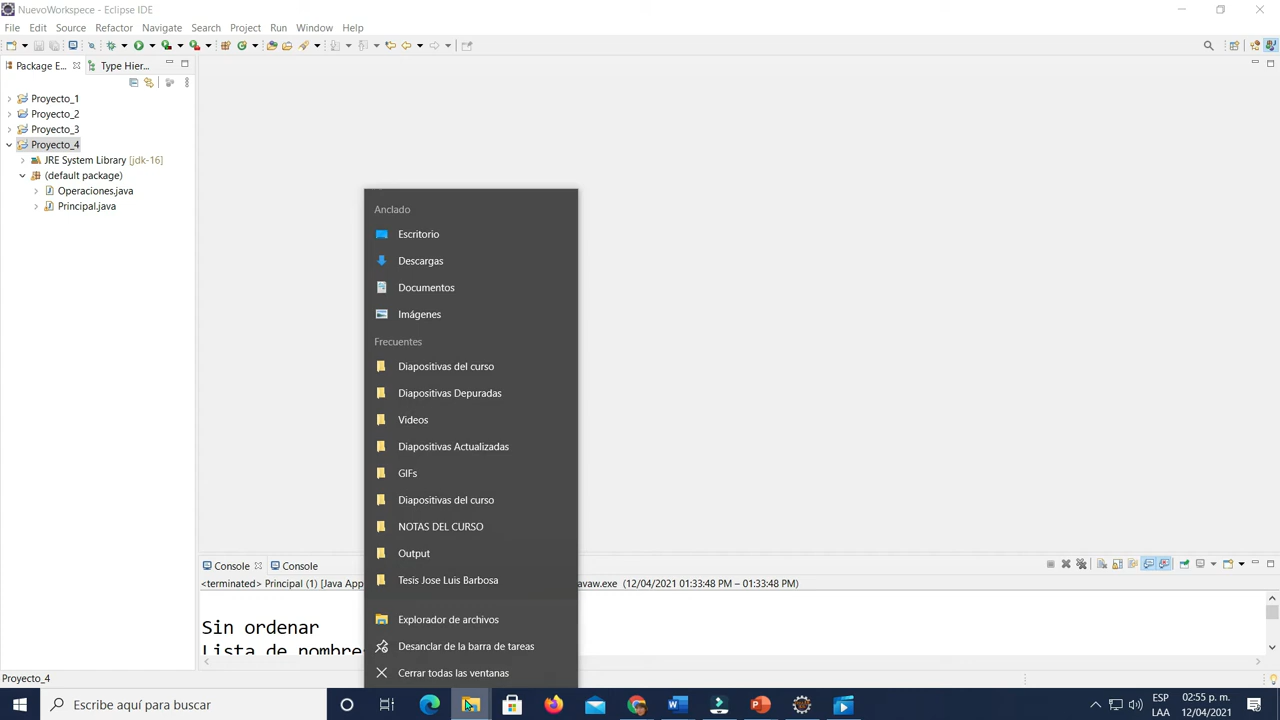 NuevoWorkspece - Eclipse IDE
File Edit Source Refactor Navigate Search Project Run Window Help
Package E... Type Hier...
Proyecto_1
Proyecto_2
Proyecto_3
Proyecto_4
JRE System Library [jdk-16]
(default package)
Operaciones.java
Principal.java
Anclado
Escritorio
Descargas
Documentos
Imágenes
Frecuentes
Diapositivas del curso
Diapositivas Depuradas
Videos
Diapositivas Actualizadas
GIFs
Diapositivas del curso
NOTAS DEL CURSO
Output
Tesis Jose Luis Barbosa
Explorador de archivos
Desanclar de la barra de tareas
Cerrar todas las ventanas
Console Console
<terminated> Principal (1) [Java App avaw.exe (12/04/2021 01:33:48 PM – 01:33:48 PM)
Sin ordenar
Lista de nombre
Proyecto_4
Escribe aquí para buscar
ESP 02:55 p. m.
LAA 12/04/2021